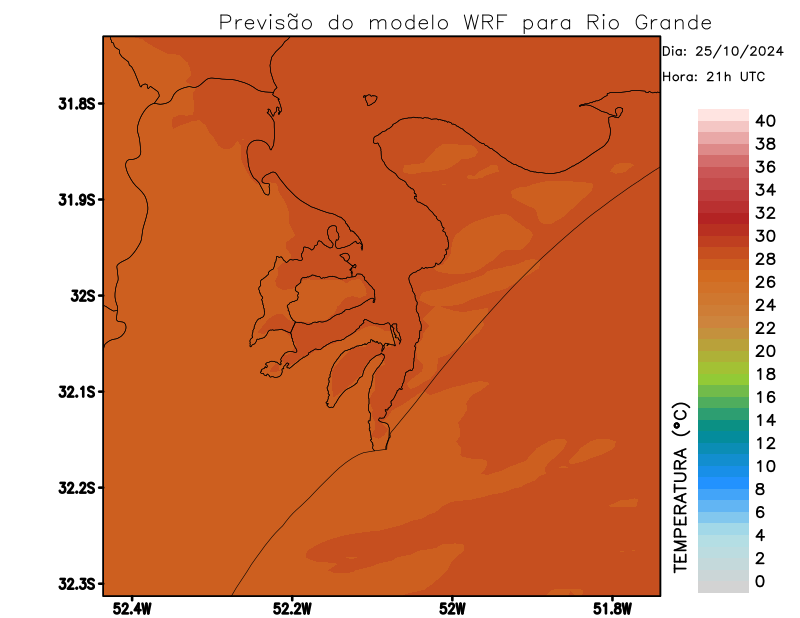 Previsão do modelo WRF para Rio Grande
Dia: 25/10/2024
Hora: 21h UTC
31.8S
31.9S
32S
32.1S
32.2S
32.3S
52.4W
52.2W
52W
51.8W
TEMPERATURA (°C)
40
38
36
34
32
30
28
26
24
22
20
18
16
14
12
10
8
6
4
2
0